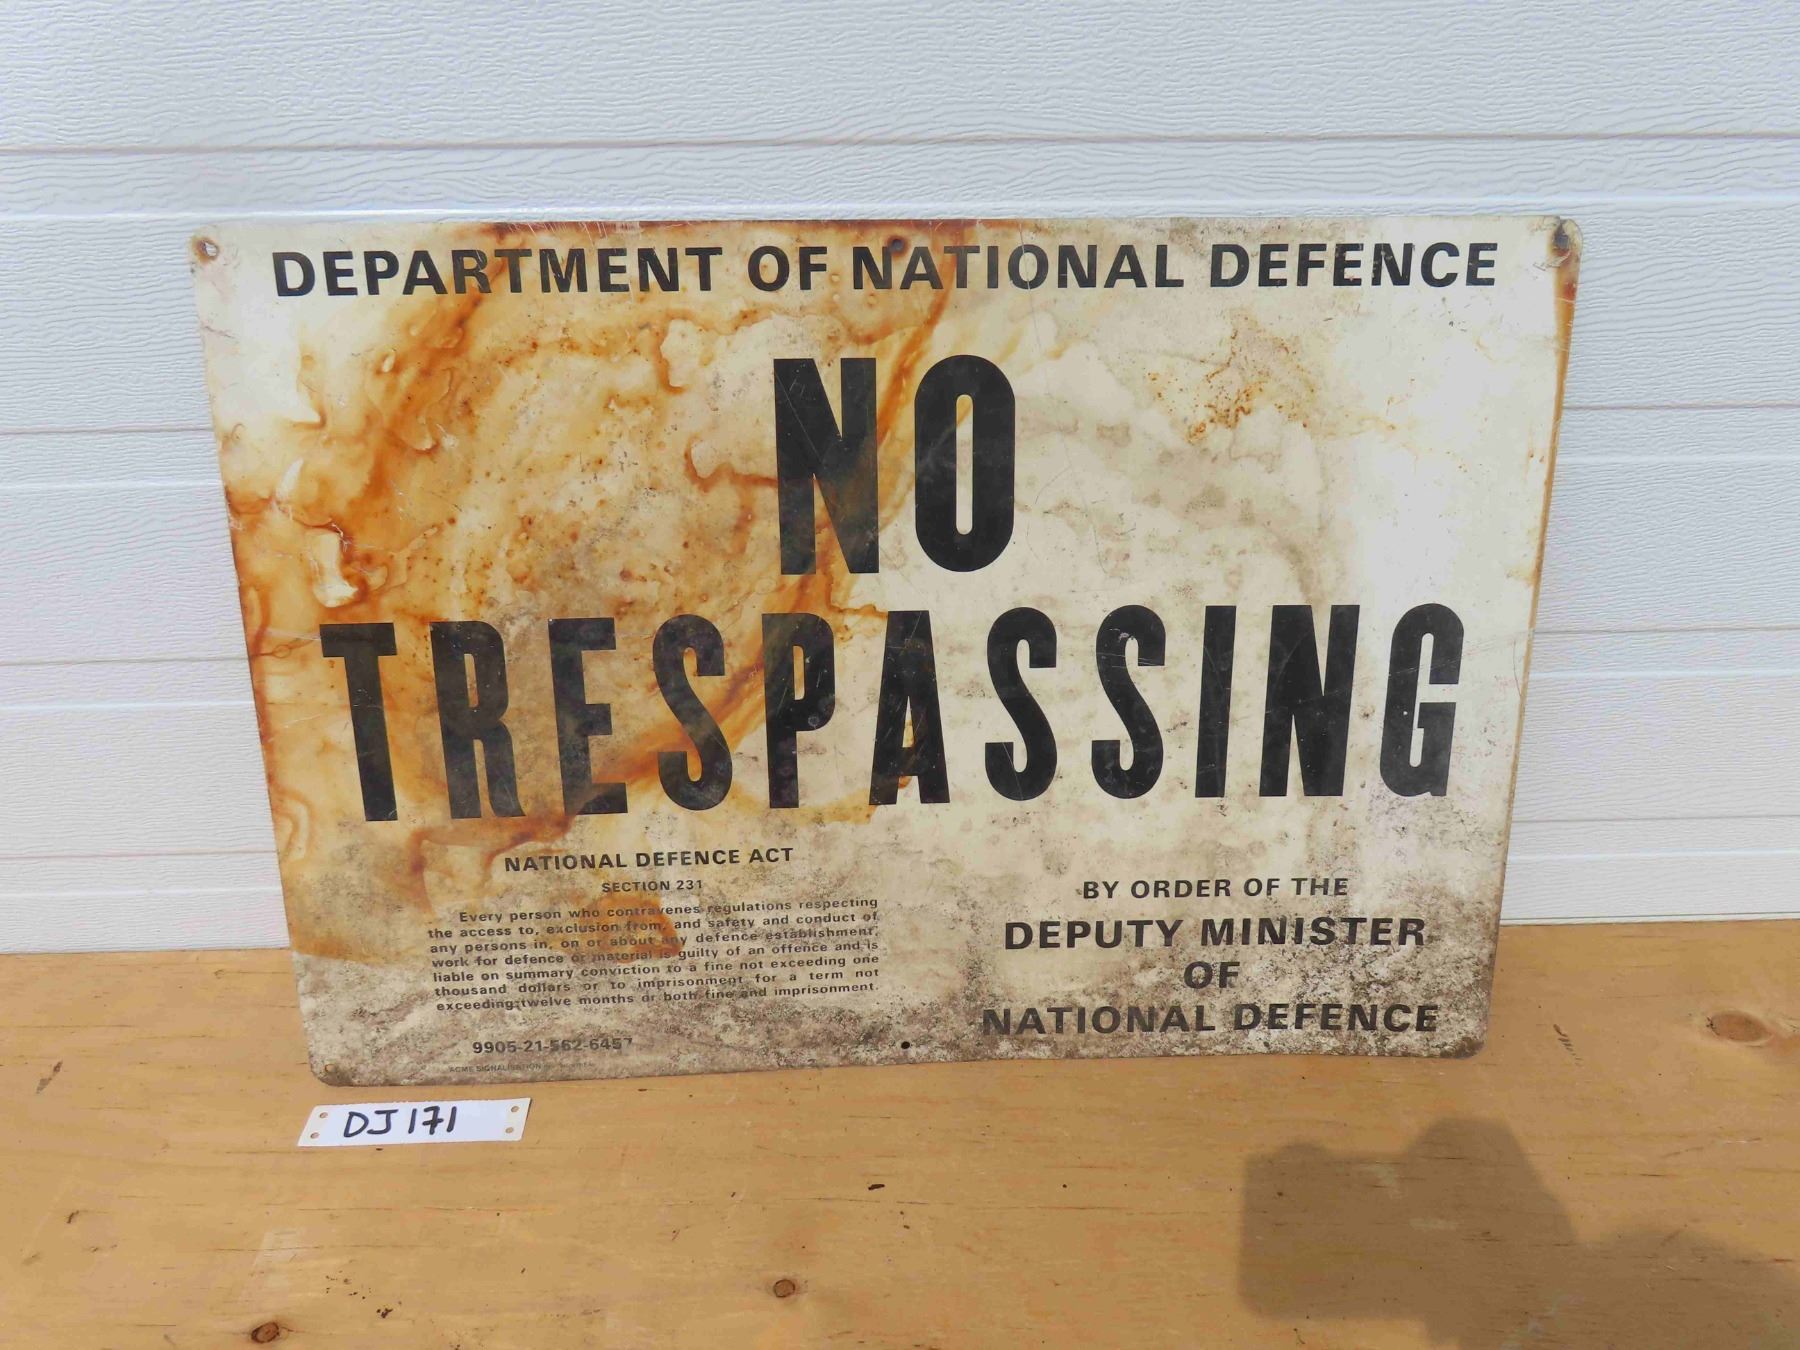 DEPARTMENT OF NATIONAL DEFENCE
NO
TRESPASSING
NATIONAL DEFENCE ACT
SECTION 231
Every person who contravenes regulations respecting
the access to, exclusion from, and safety and conduct of
any persons in, on or about any defence establishment,
work for defence or material is guilty of an offence and is
liable on summary conviction to a fine not exceeding one
thousand dollars or to imprisonment for a term not
exceeding twelve months or both fine and imprisonment.
9905-21-562-6457
ACME SIGNALISATION
BY ORDER OF THE
DEPUTY MINISTER
OF
NATIONAL DEFENCE
DJ171